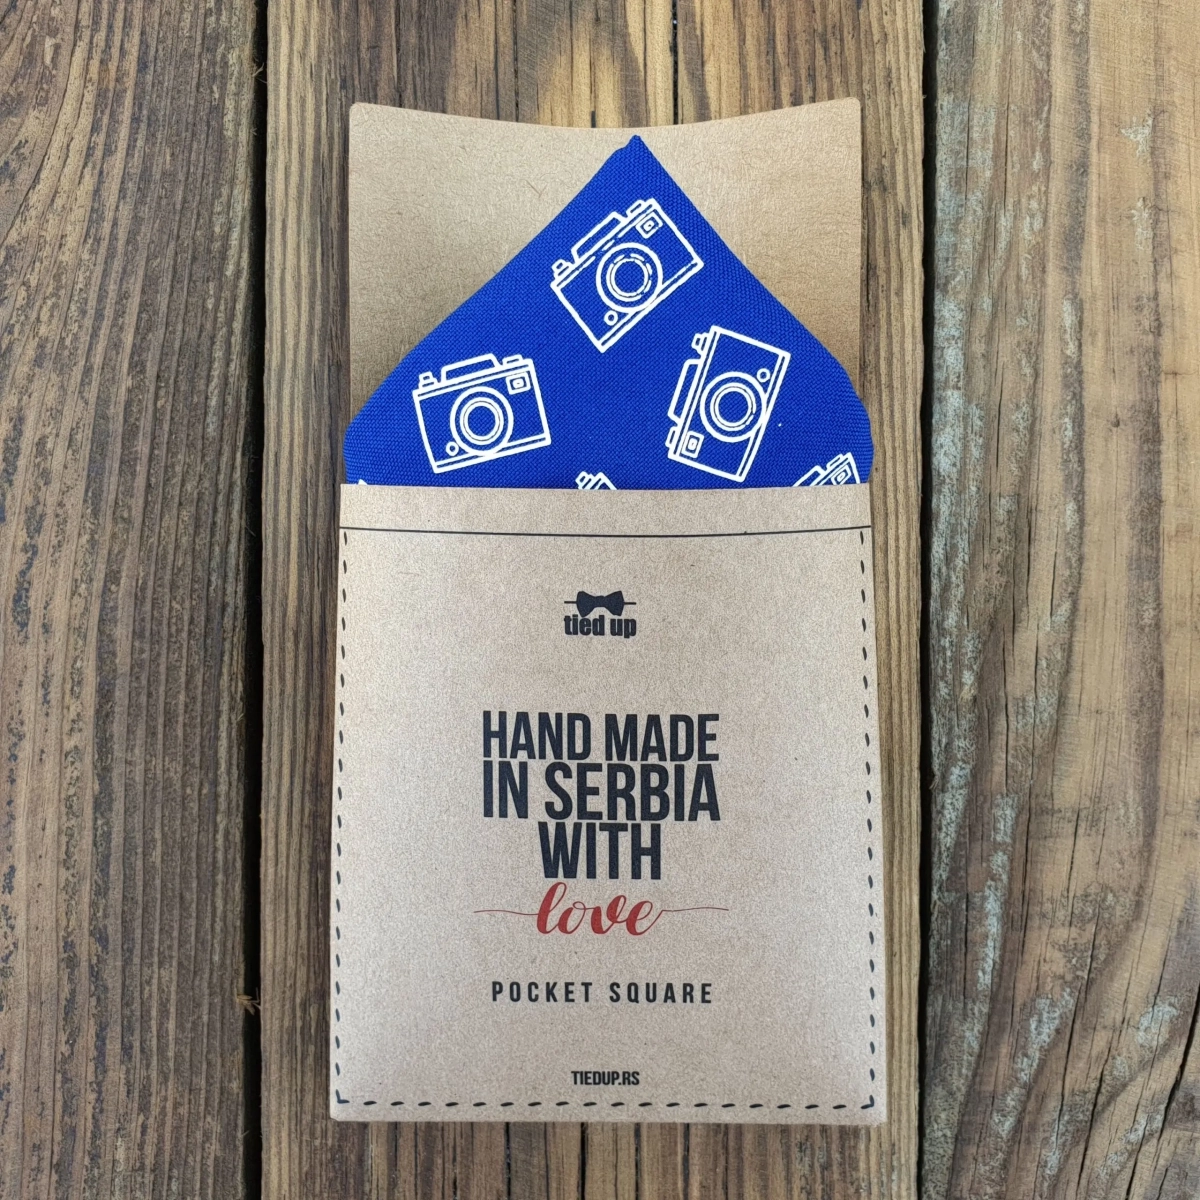 tied up
HAND MADE
IN SERBIA
WITH
love
POCKET SQUARE
TIEDUP.RS